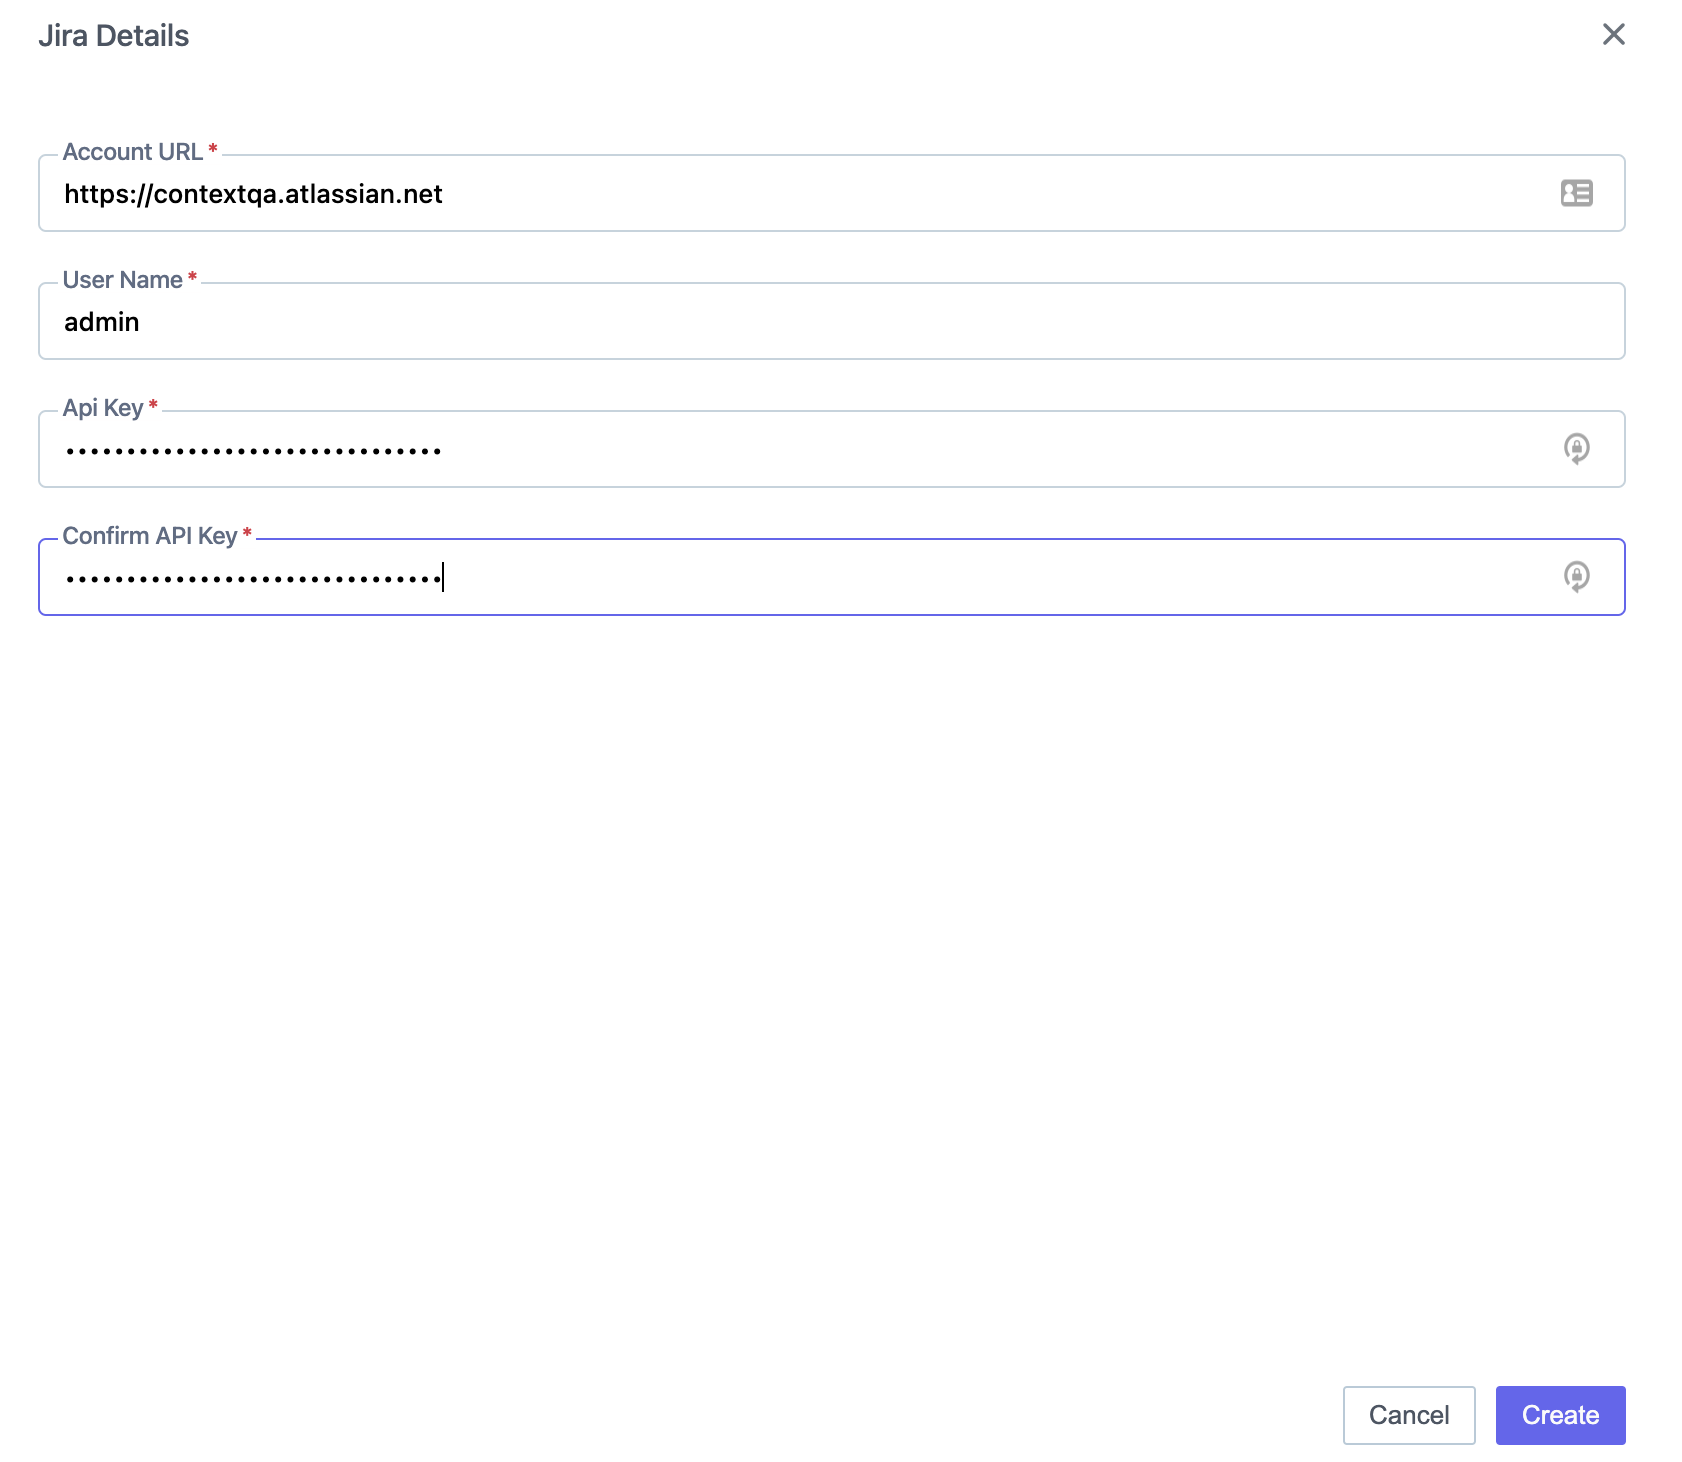 Jira Details
Account URL *
https://contextqa.atlassian.net
User Name *
admin
Api Key *
•••••••••••••••••••••••••••••••
Confirm API Key *
•••••••••••••••••••••••••••••••
Cancel
Create